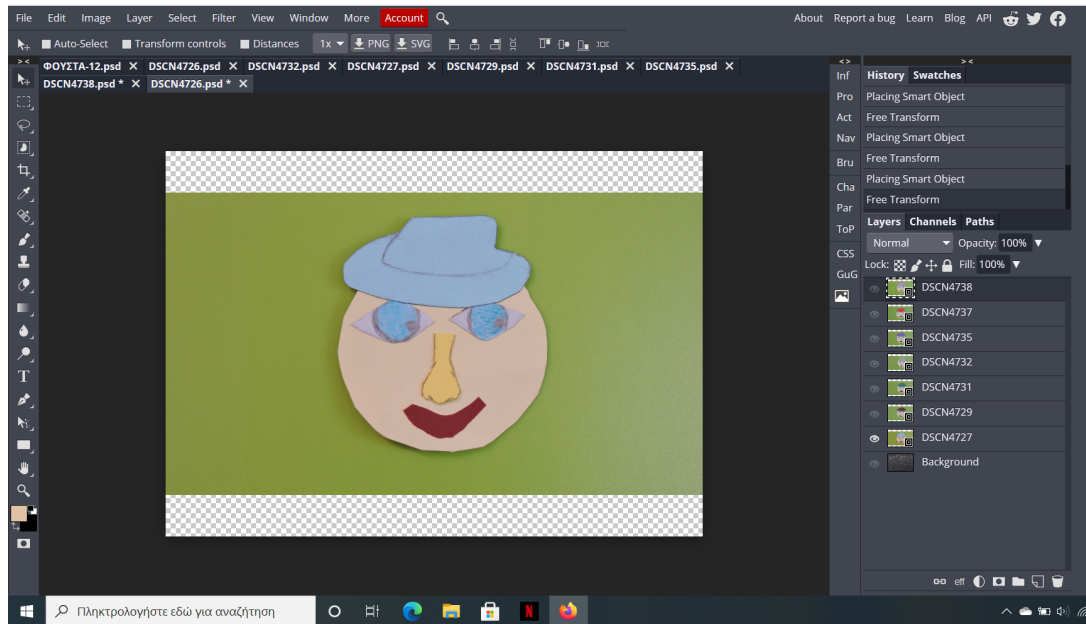 File Edit Image Layer Select Filter View Window More Account About Report a bug Learn Blog API
Auto-Select Transform controls Distances 1x PNG SVG
ΦΟΥΣΤΑ-12.psd DSCN4726.psd DSCN4732.psd DSCN4727.psd DSCN4729.psd DSCN4731.psd DSCN4735.psd
DSCN4738.psd * DSCN4726.psd *
Inf
Pro
Act
Nav
Bru
Cha
Par
ToP
CSS
GuG
History Swatches
Placing Smart Object
Free Transform
Placing Smart Object
Free Transform
Placing Smart Object
Free Transform
Layers Channels Paths
Normal Opacity: 100%
Lock: Fill: 100%
DSCN4738
DSCN4737
DSCN4735
DSCN4732
DSCN4731
DSCN4729
DSCN4727
Background
eff
Πληκτρολογήστε εδώ για αναζήτηση